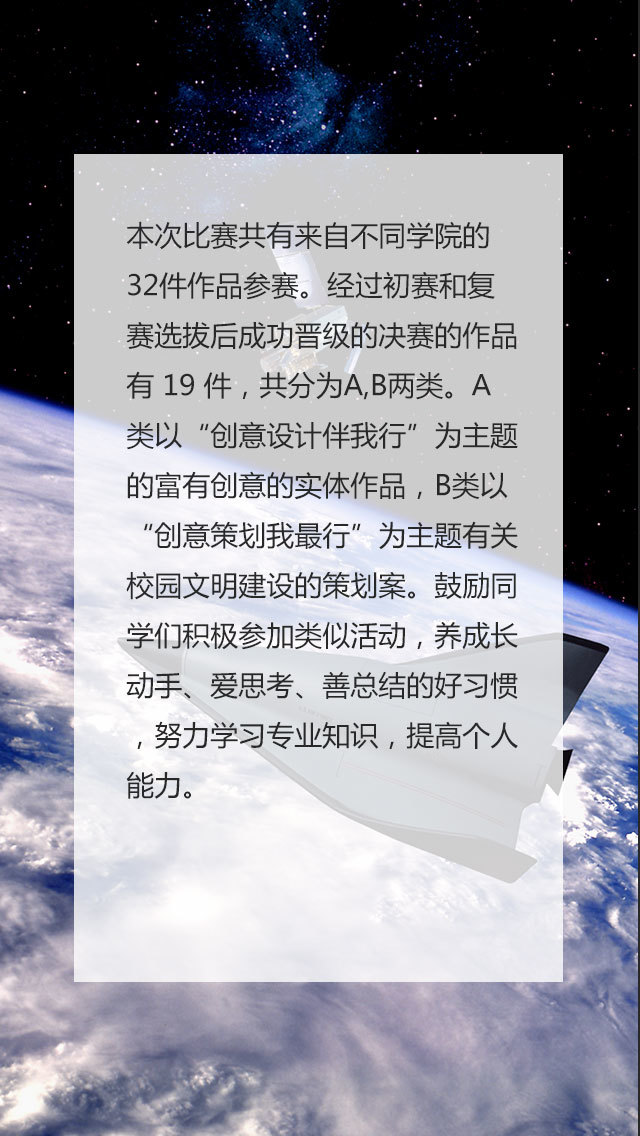 本次比赛共有来自不同学院的
32件作品参赛。经过初赛和复
赛选拔后成功晋级的决赛的作品
有 19 件，共分为A,B两类。A
类以“创意设计伴我行”为主题
的富有创意的实体作品，B类以
“创意策划我最行”为主题有关
校园文明建设的策划案。鼓励同
学们积极参加类似活动，养成长
动手、爱思考、善总结的好习惯
，努力学习专业知识，提高个人
能力。